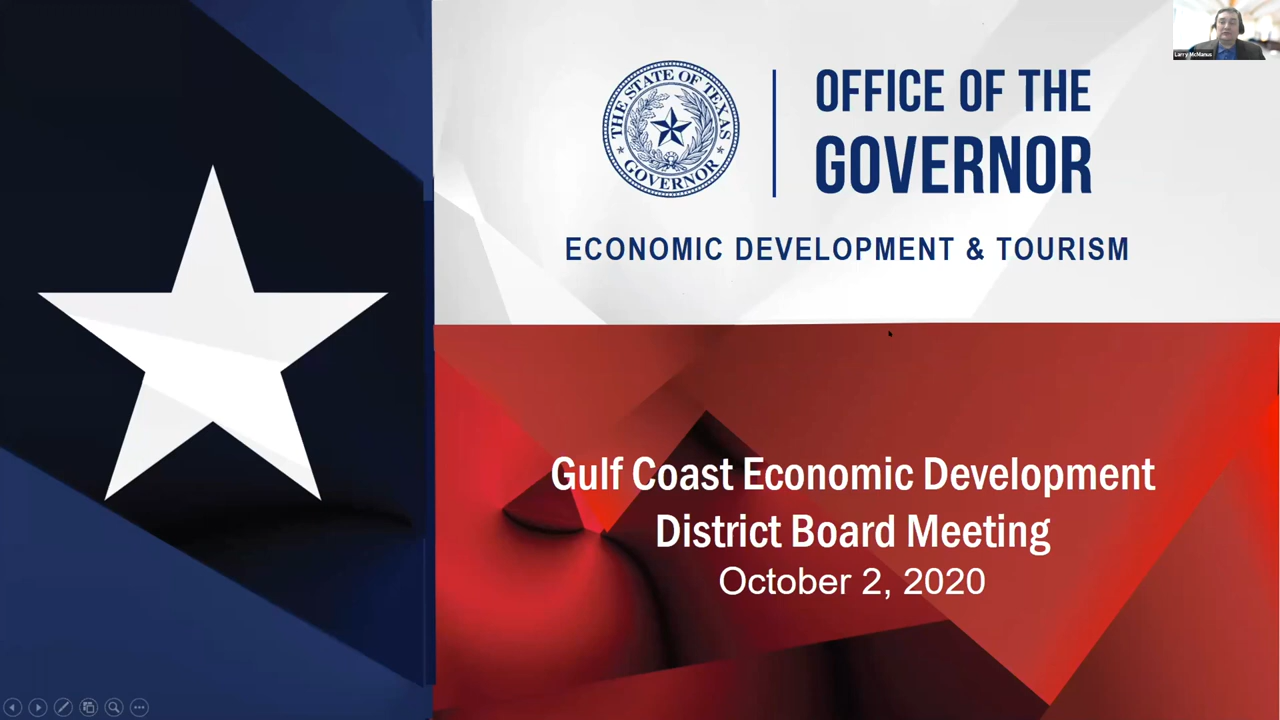 Larry McManus
THE STATE OF TEXAS
GOVERNOR
OFFICE OF THE
GOVERNOR
ECONOMIC DEVELOPMENT & TOURISM
Gulf Coast Economic Development
District Board Meeting
October 2, 2020